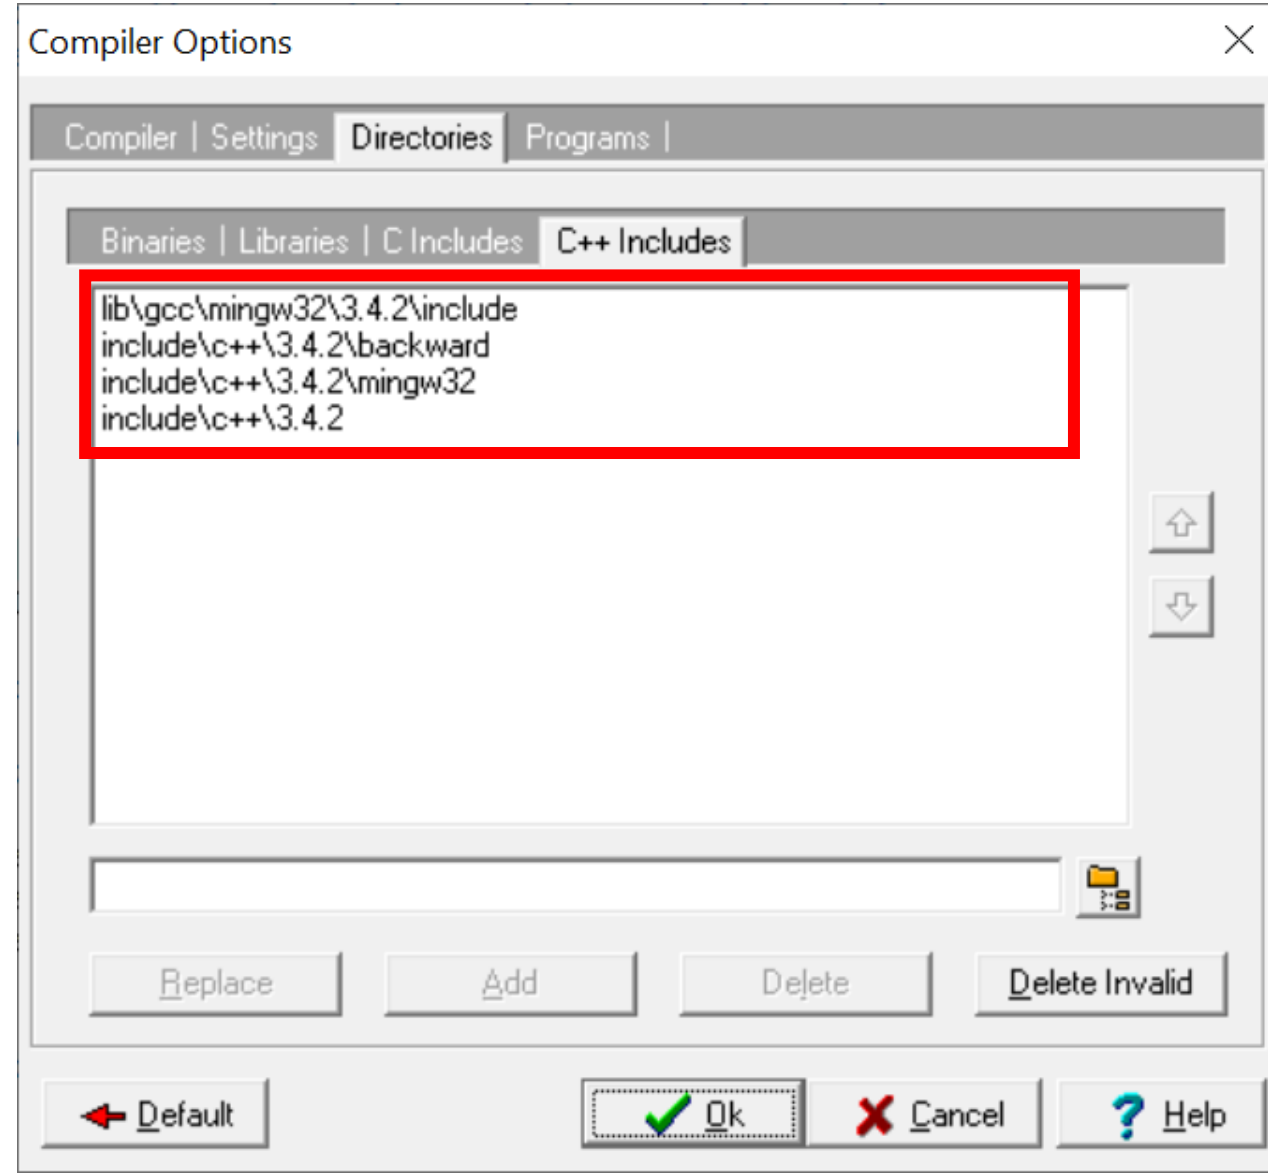 Compiler Options
Compiler | Settings Directories Programs |
Binaries | Libraries | C Includes C++ Includes
lib\gcc\mingw32\3.4.2\include
include\c++\3.4.2\backward
include\c++\3.4.2\mingw32
include\c++\3.4.2
Replace Add Delete Delete Invalid
Default Ok Cancel Help